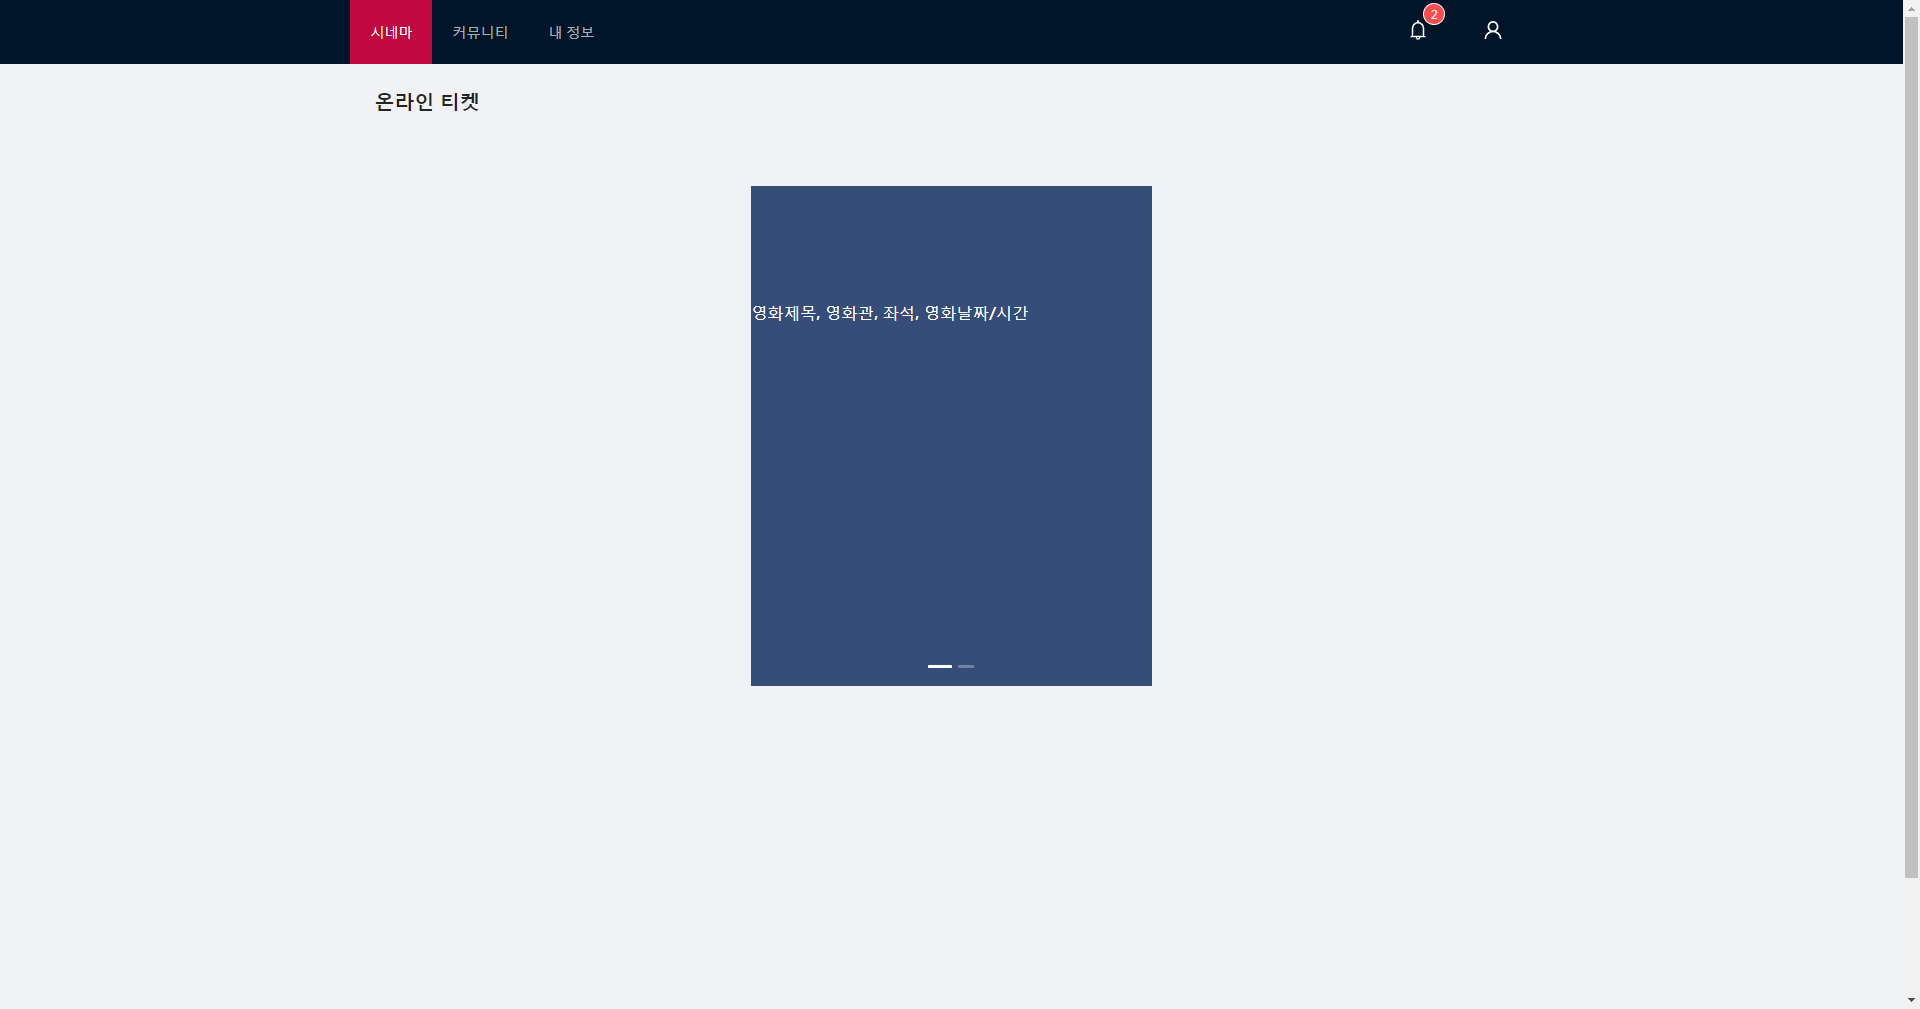 시네마 커뮤니티 내 정보 2
온라인 티켓
영화제목, 영화관, 좌석, 영화날짜/시간